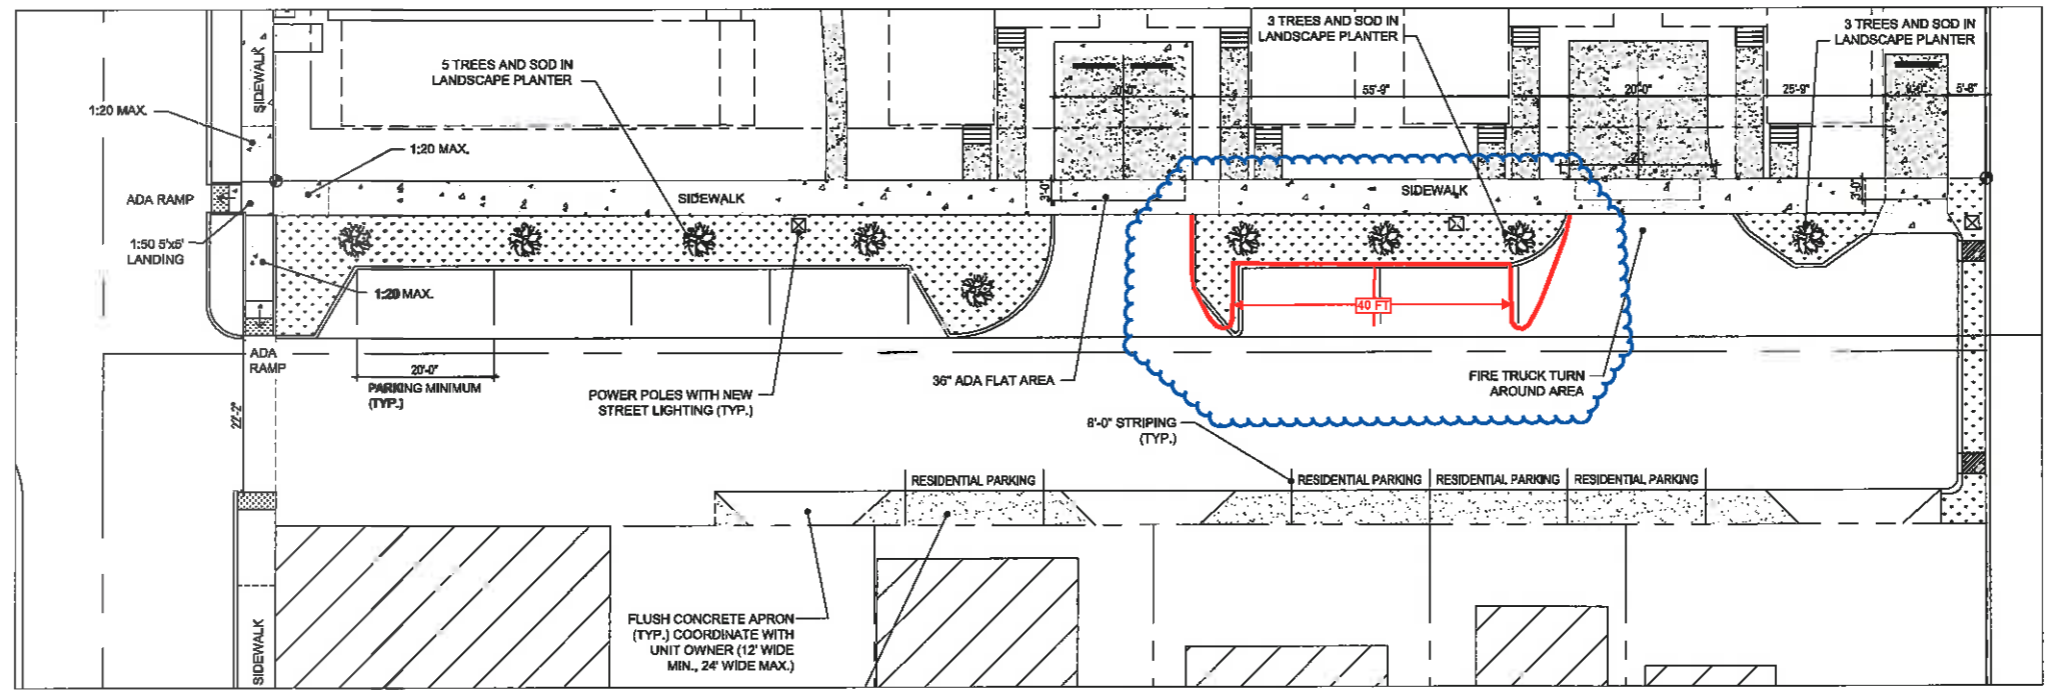 3 TREES AND SOD IN
LANDSCAPE PLANTER
3 TREES AND SOD IN
LANDSCAPE PLANTER
5 TREES AND SOD IN
LANDSCAPE PLANTER
SIDEWALK
1:20 MAX.
20'-0"
55'-9"
20'-0"
25'-9"
5'-6"
1:20 MAX.
ADA RAMP
SIDEWALK
3'-0"
SIDEWALK
3'-0"
1:50 5'x5'
LANDING
1:20 MAX.
40 FT
ADA
RAMP
20'-0"
PARKING MINIMUM
(TYP.)
POWER POLES WITH NEW
STREET LIGHTING (TYP.)
36" ADA FLAT AREA
FIRE TRUCK TURN
AROUND AREA
22'-2"
8'-0" STRIPING
(TYP.)
RESIDENTIAL PARKING
RESIDENTIAL PARKING
RESIDENTIAL PARKING
RESIDENTIAL PARKING
FLUSH CONCRETE APRON
(TYP.) COORDINATE WITH
UNIT OWNER (12' WIDE
MIN., 24' WIDE MAX.)
SIDEWALK